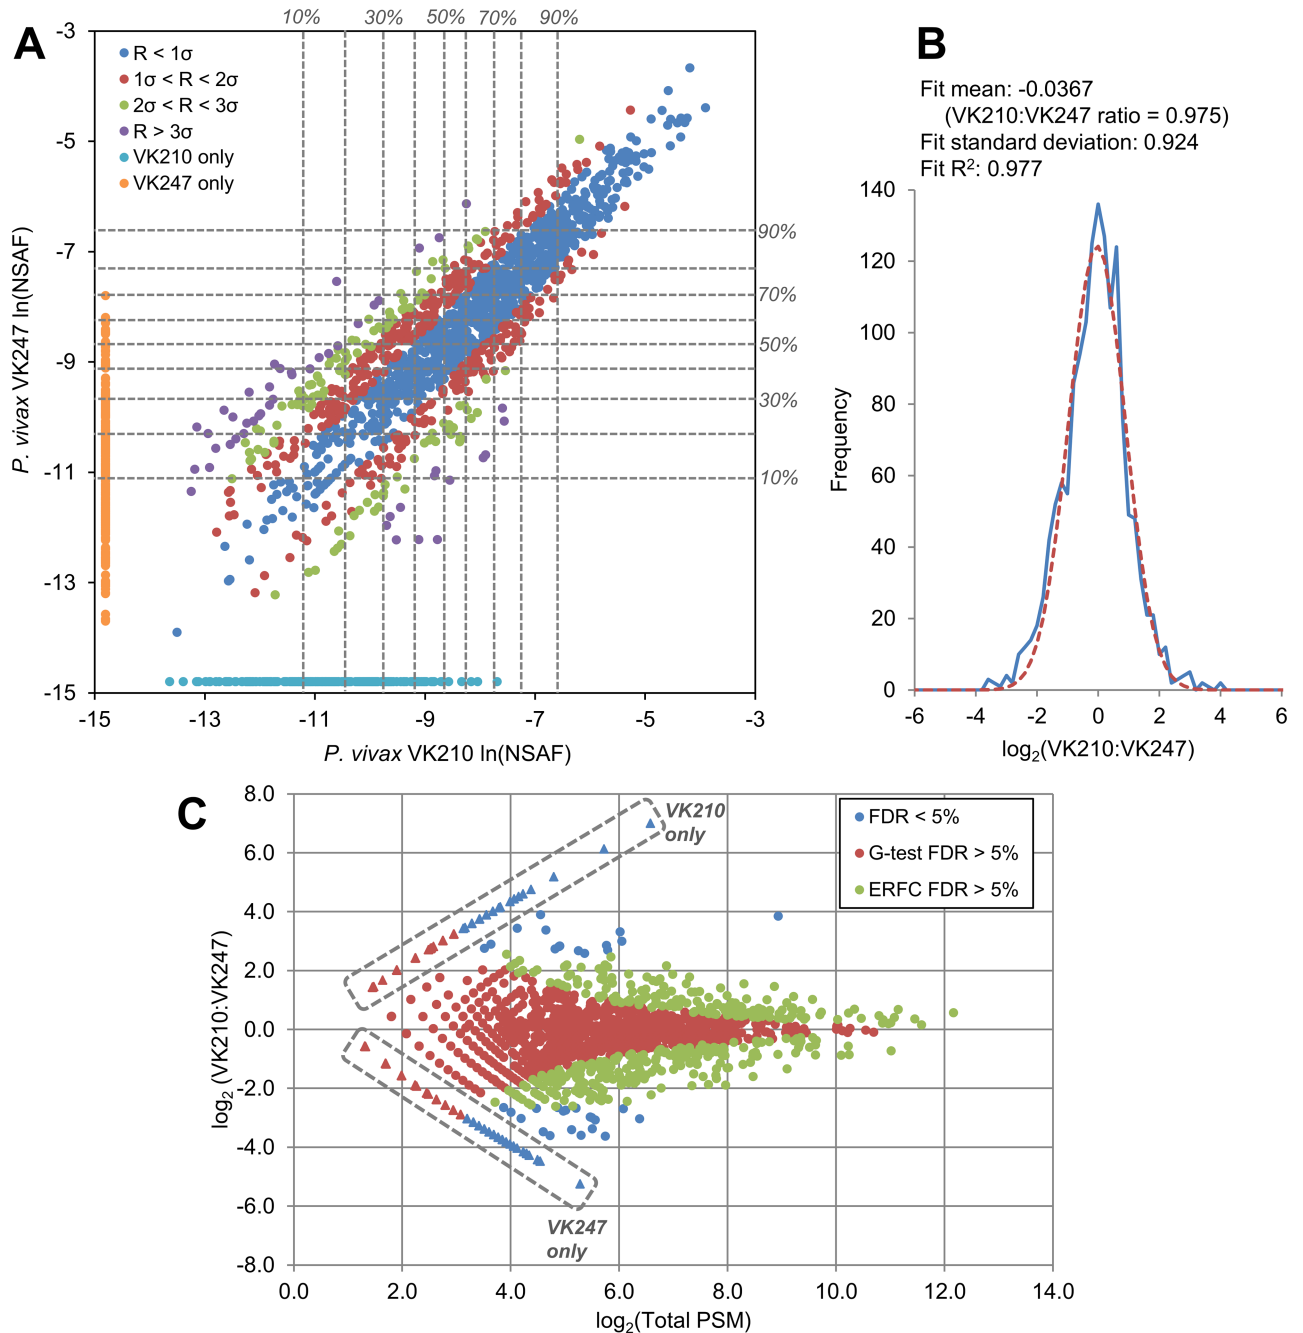 A
10% 30% 50% 70% 90%
-3
-5
-7
-9
-11
-13
-15
P. vivax VK247 ln(NSAF)
R < 1σ
1σ < R < 2σ
2σ < R < 3σ
R > 3σ
VK210 only
VK247 only
90%
70%
50%
30%
10%
-15 -13 -11 -9 -7 -5 -3
P. vivax VK210 ln(NSAF)
B
Fit mean: -0.0367
(VK210:VK247 ratio = 0.975)
Fit standard deviation: 0.924
Fit R²: 0.977
140
120
100
80
60
40
20
0
Frequency
-6 -4 -2 0 2 4 6
log₂(VK210:VK247)
C
8.0
6.0
4.0
2.0
0.0
-2.0
-4.0
-6.0
-8.0
log₂ (VK210:VK247)
VK210
only
FDR < 5%
G-test FDR > 5%
ERFC FDR > 5%
VK247
only
0.0 2.0 4.0 6.0 8.0 10.0 12.0 14.0
log₂(Total PSM)